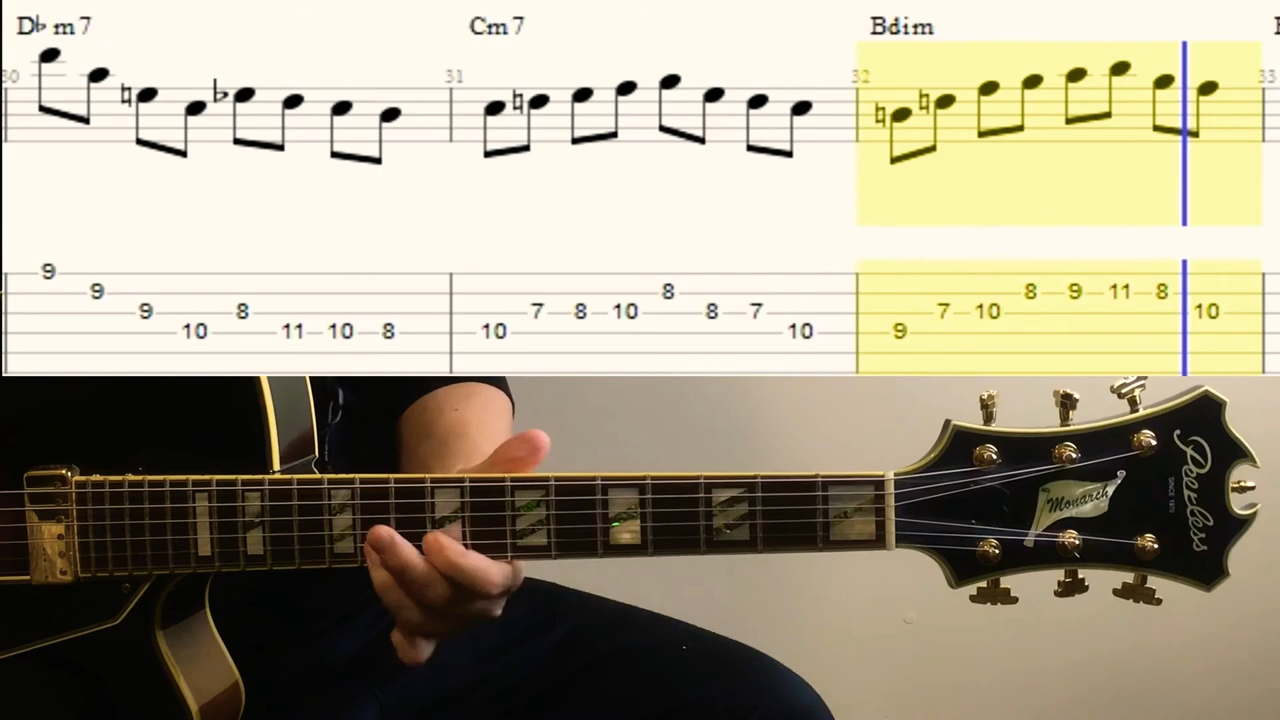 D♭m7 Cm7 Bdim
30 31 32 33
9 9 9 10 8 11 10 8 10 7 8 10 8 8 7 10 9 7 10 8 9 11 8 10
Peerless
SINCE 1970
Monarch